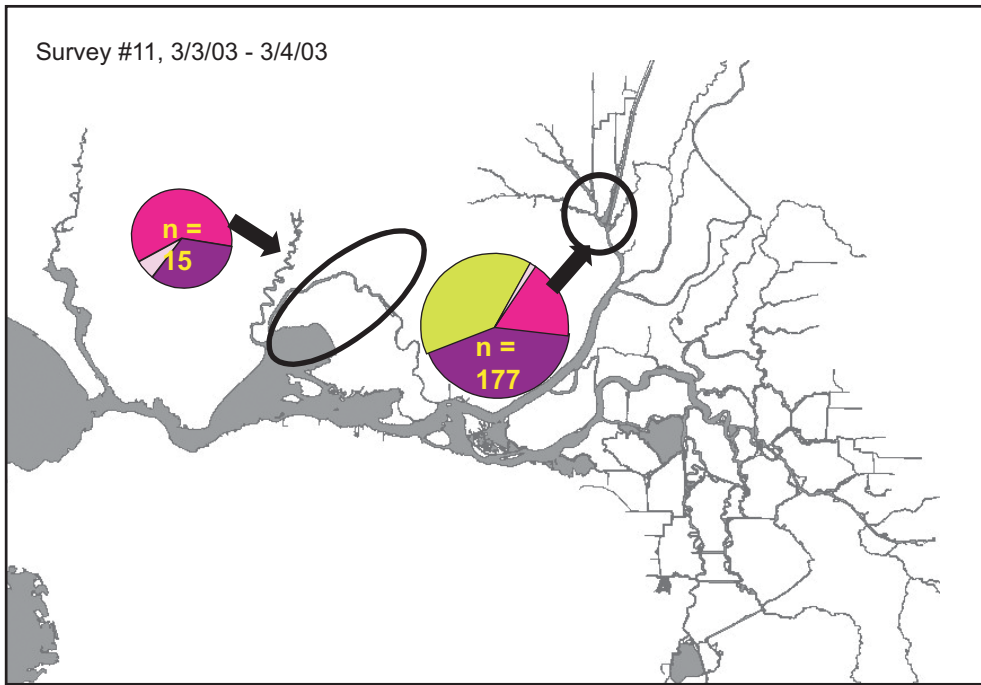 Survey #11, 3/3/03 - 3/4/03
n =
15
n =
177